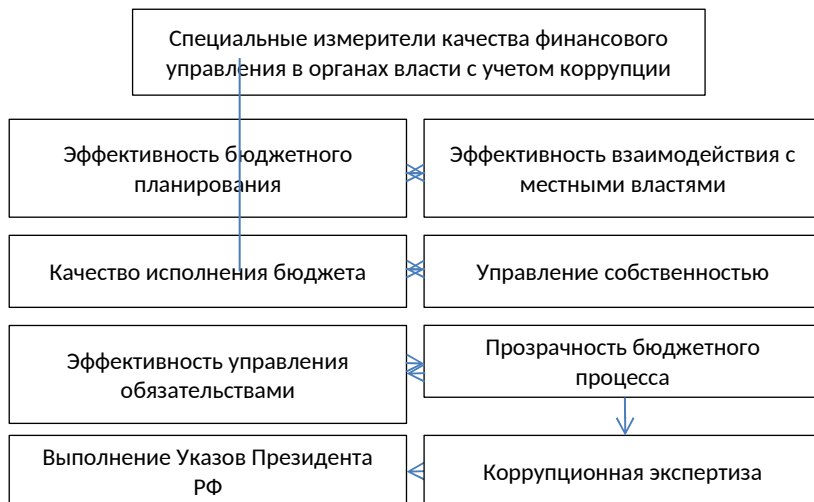 Специальные измерители качества финансового
управления в органах власти с учетом коррупции
Эффективность бюджетного
планирования
Эффективность взаимодействия с
местными властями
Качество исполнения бюджета
Управление собственностью
Эффективность управления
обязательствами
Прозрачность бюджетного
процесса
Выполнение Указов Президента
РФ
Коррупционная экспертиза